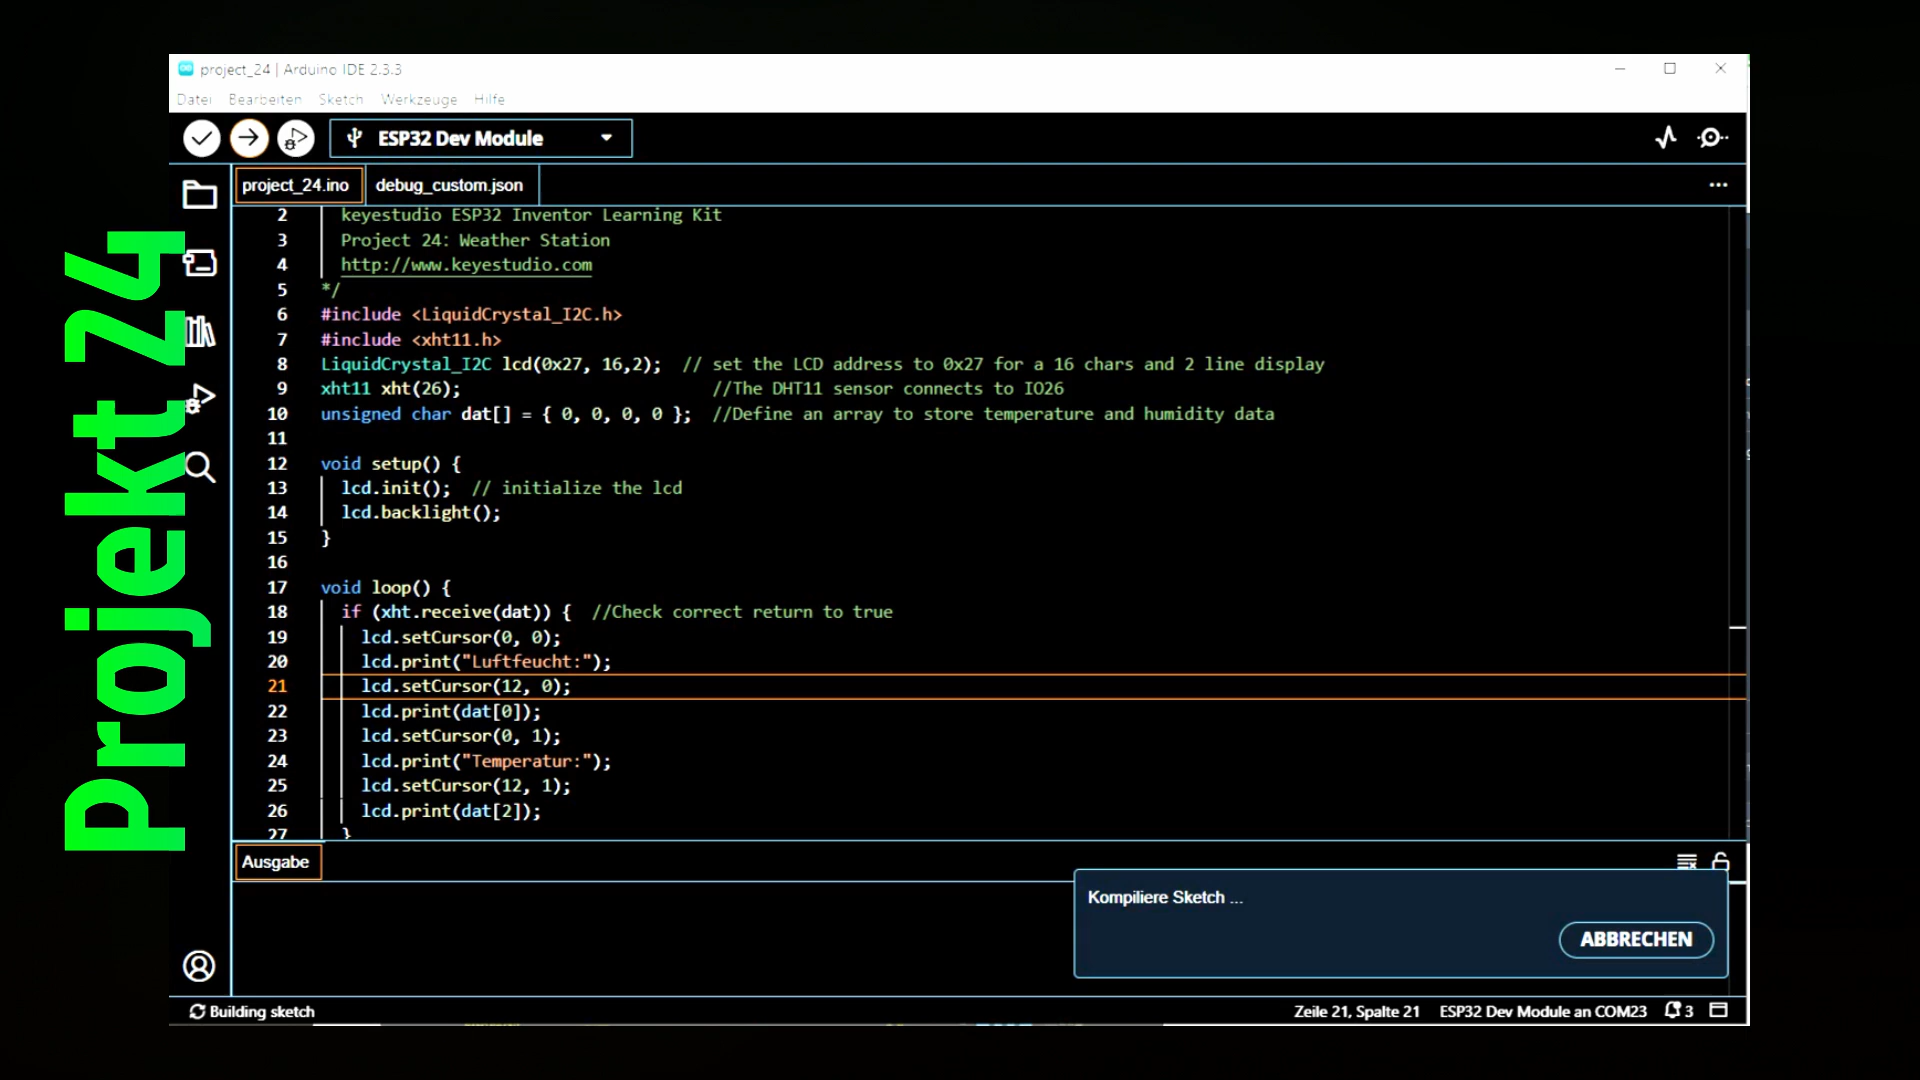 Projekt 24
project_24 | Arduino IDE 2.3.3
Datei Bearbeiten Sketch Werkzeuge Hilfe
ESP32 Dev Module
project_24.ino debug_custom.json
2 keyestudio ESP32 Inventor Learning Kit
3 Project 24: Weather Station
4 http://www.keyestudio.com
5 */
6 #include <LiquidCrystal_I2C.h>
7 #include <xht11.h>
8 LiquidCrystal_I2C lcd(0x27, 16,2); // set the LCD address to 0x27 for a 16 chars and 2 line display
9 xht11 xht(26); //The DHT11 sensor connects to IO26
10 unsigned char dat[] = { 0, 0, 0, 0 }; //Define an array to store temperature and humidity data
11
12 void setup() {
13 lcd.init(); // initialize the lcd
14 lcd.backlight();
15 }
16
17 void loop() {
18 if (xht.receive(dat)) { //Check correct return to true
19 lcd.setCursor(0, 0);
20 lcd.print("Luftfeucht:");
21 lcd.setCursor(12, 0);
22 lcd.print(dat[0]);
23 lcd.setCursor(0, 1);
24 lcd.print("Temperatur:");
25 lcd.setCursor(12, 1);
26 lcd.print(dat[2]);
27 }
Ausgabe
Kompiliere Sketch ...
ABBRECHEN
Building sketch
Zeile 21, Spalte 21 ESP32 Dev Module an COM23 3